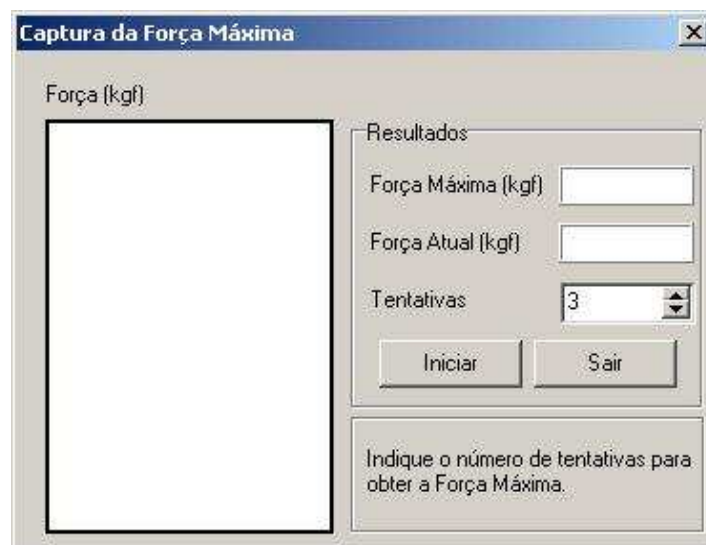 Captura da Força Máxima
Força (kgf)
Resultados
Força Máxima (kgf)
Força Atual (kgf)
Tentativas 3
Iniciar Sair
Indique o número de tentativas para
obter a Força Máxima.